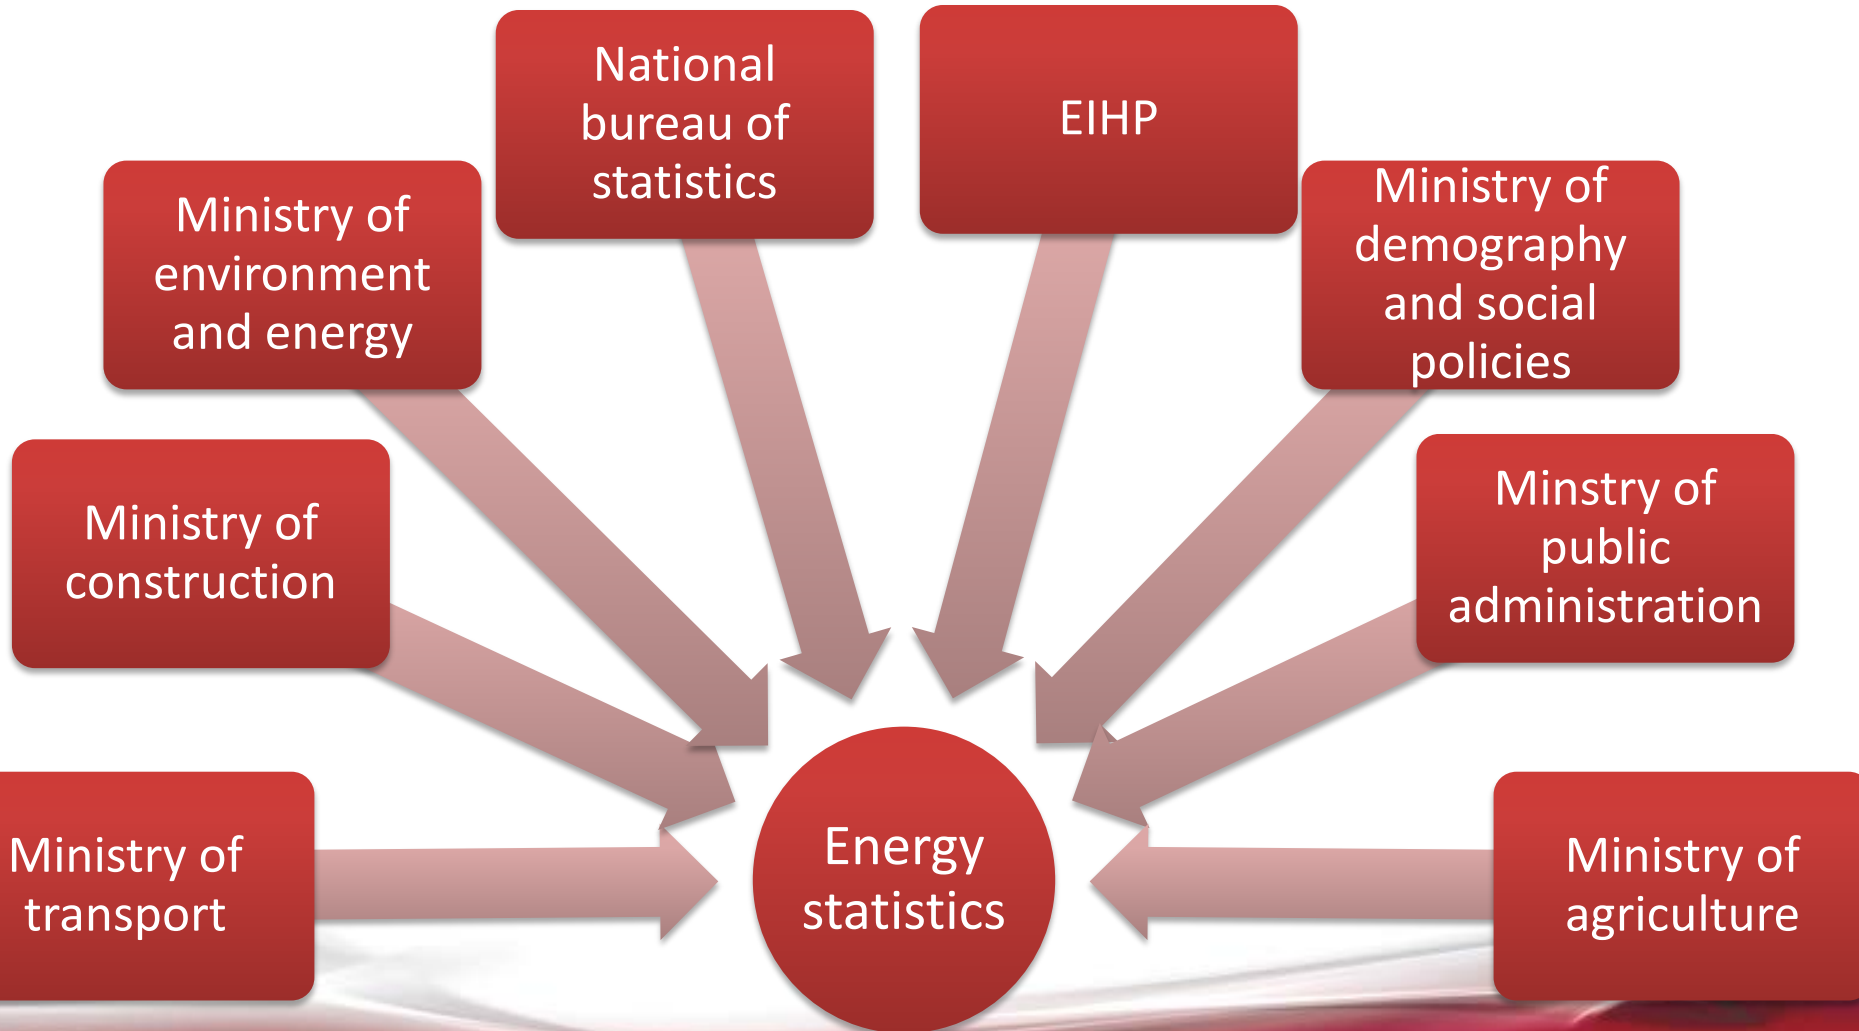 National
bureau of
statistics
EIHP
Ministry of
environment
and energy
Ministry of
demography
and social
policies
Ministry of
construction
Minstry of
public
administration
Ministry of
transport
Energy
statistics
Ministry of
agriculture